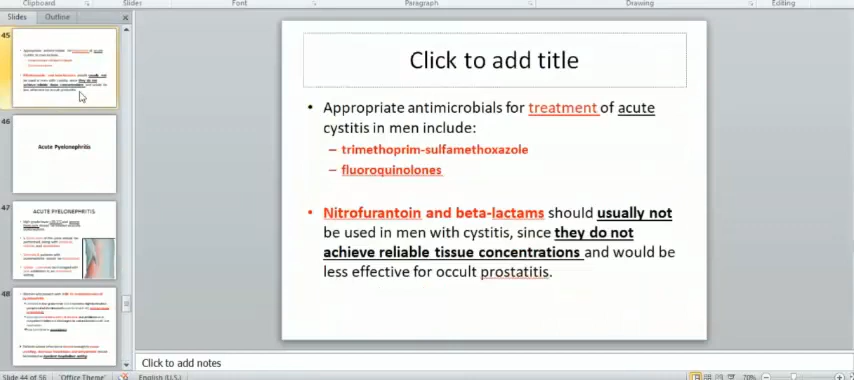 Clipboard
Slides
Font
Paragraph
Drawing
Editing
Slides
Outline
45
46
Acute Pyelonephritis
47
ACUTE PYELONEPHRITIS
48
Click to add title
• Appropriate antimicrobials for treatment of acute
cystitis in men include:
– trimethoprim-sulfamethoxazole
– fluoroquinolones
• Nitrofurantoin and beta-lactams should usually not
be used in men with cystitis, since they do not
achieve reliable tissue concentrations and would be
less effective for occult prostatitis.
Click to add notes
Slide 44 of 56
"Office Theme"
English (U.S.)
70%